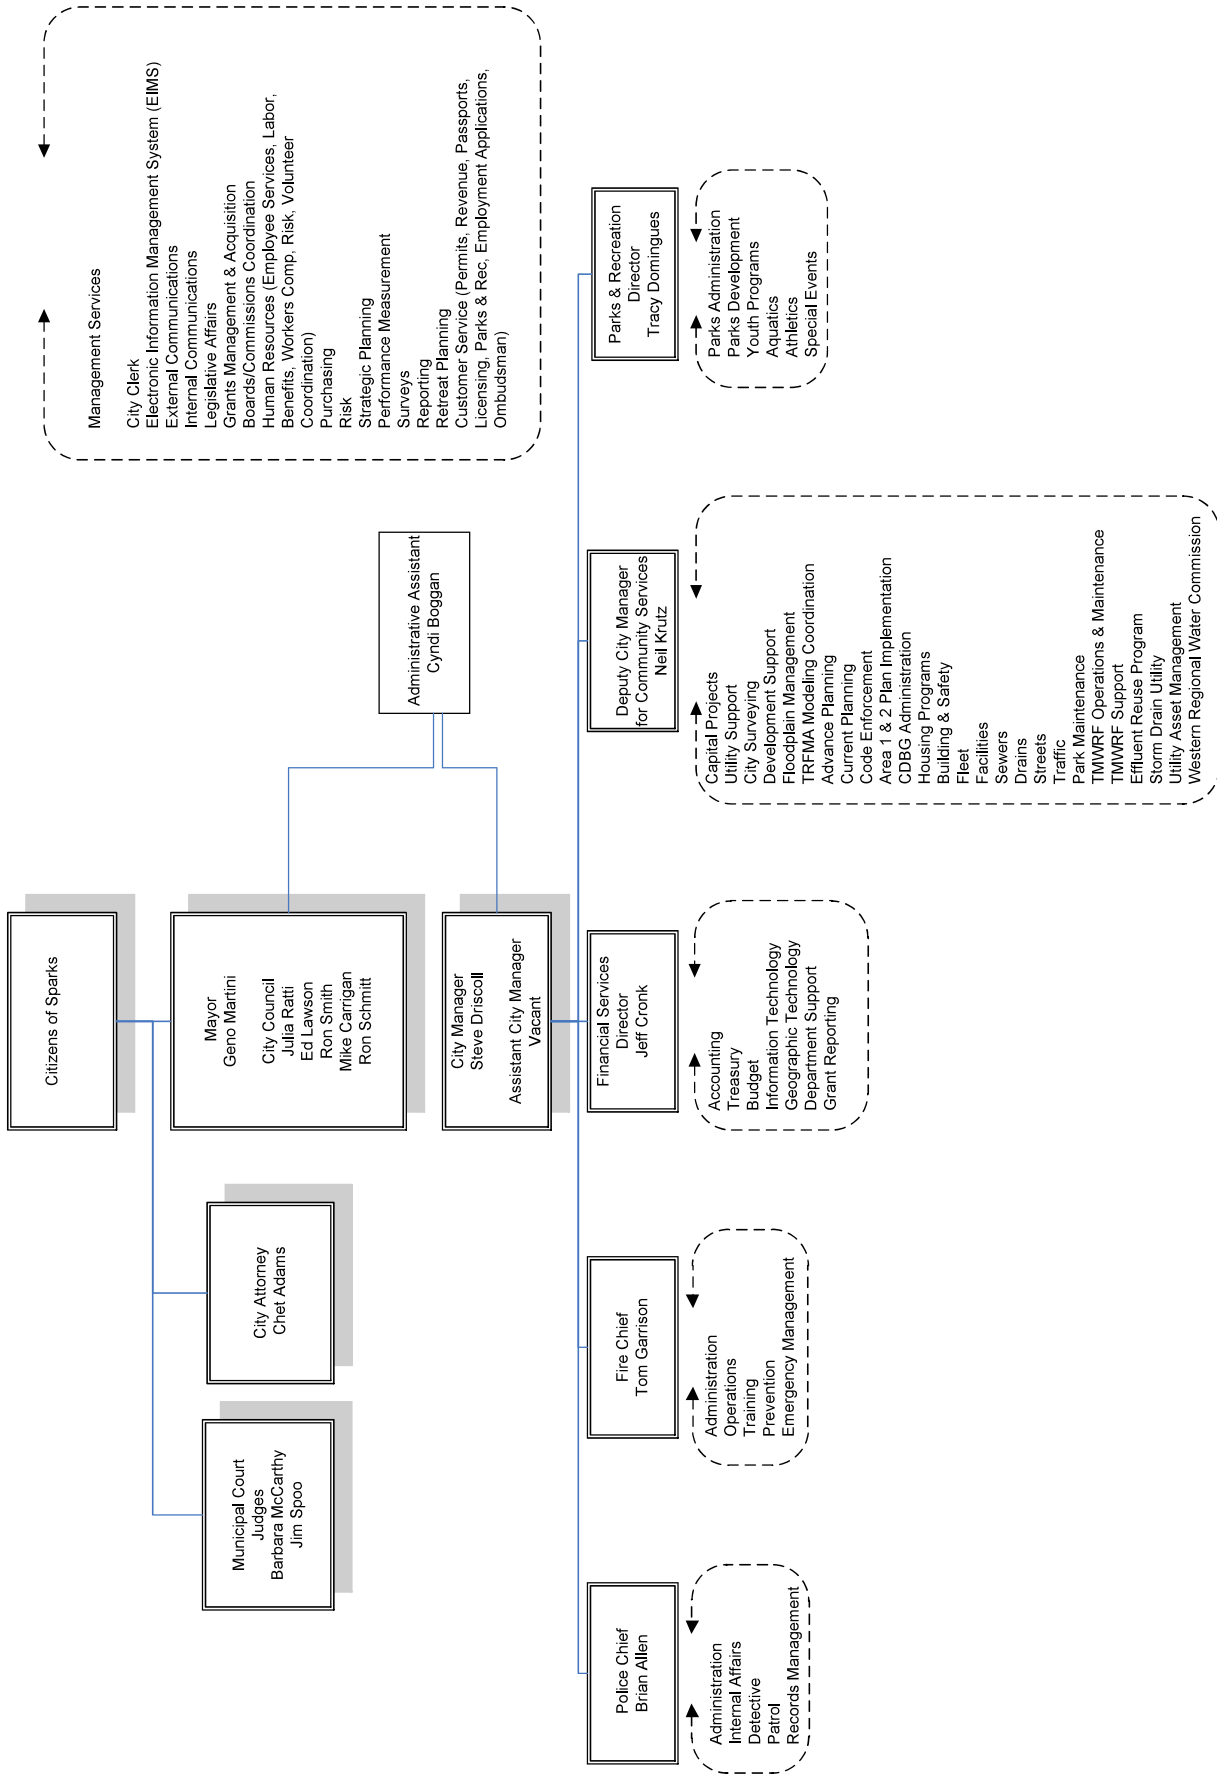 Citizens of Sparks
Municipal Court
Judges
Barbara McCarthy
Jim Spoo
City Attorney
Chet Adams
Mayor
Geno Martini
City Council
Julia Ratti
Ed Lawson
Ron Smith
Mike Carrigan
Ron Schmitt
Administrative Assistant
Cyndi Boggan
City Manager
Steve Driscoll
Assistant City Manager
Vacant
Management Services
City Clerk
Electronic Information Management System (EIMS)
External Communications
Internal Communications
Legislative Affairs
Grants Management & Acquisition
Boards/Commissions Coordination
Human Resources (Employee Services, Labor,
Benefits, Workers Comp, Risk, Volunteer
Coordination)
Purchasing
Risk
Strategic Planning
Performance Measurement
Surveys
Reporting
Retreat Planning
Customer Service (Permits, Revenue, Passports,
Licensing, Parks & Rec, Employment Applications,
Ombudsman)
Police Chief
Brian Allen
Administration
Internal Affairs
Detective
Patrol
Records Management
Fire Chief
Tom Garrison
Administration
Operations
Training
Prevention
Emergency Management
Financial Services
Director
Jeff Cronk
Accounting
Treasury
Budget
Information Technology
Geographic Technology
Department Support
Grant Reporting
Deputy City Manager
for Community Services
Neil Krutz
Capital Projects
Utility Support
City Surveying
Development Support
Floodplain Management
TRFMA Modeling Coordination
Advance Planning
Current Planning
Code Enforcement
Area 1 & 2 Plan Implementation
CDBG Administration
Housing Programs
Building & Safety
Fleet
Facilities
Sewers
Drains
Streets
Traffic
Park Maintenance
TMWRF Operations & Maintenance
TMWRF Support
Effluent Reuse Program
Storm Drain Utility
Utility Asset Management
Western Regional Water Commission
Parks & Recreation
Director
Tracy Domingues
Parks Administration
Parks Development
Youth Programs
Aquatics
Athletics
Special Events